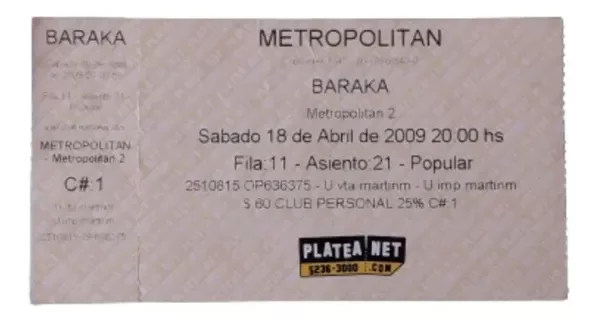 BARAKA
METROPOLITAN
- Metropolitan 2
C#:1
METROPOLITAN
BARAKA
Metropolitan 2
Sabado 18 de Abril de 2009 20:00 hs
Fila:11 - Asiento:21 - Popular
2510815 OP636375 - U vta martinm - U imp martinm
$ 60 CLUB PERSONAL 25% C#:1
PLATEA NET
5236-3000 .COM